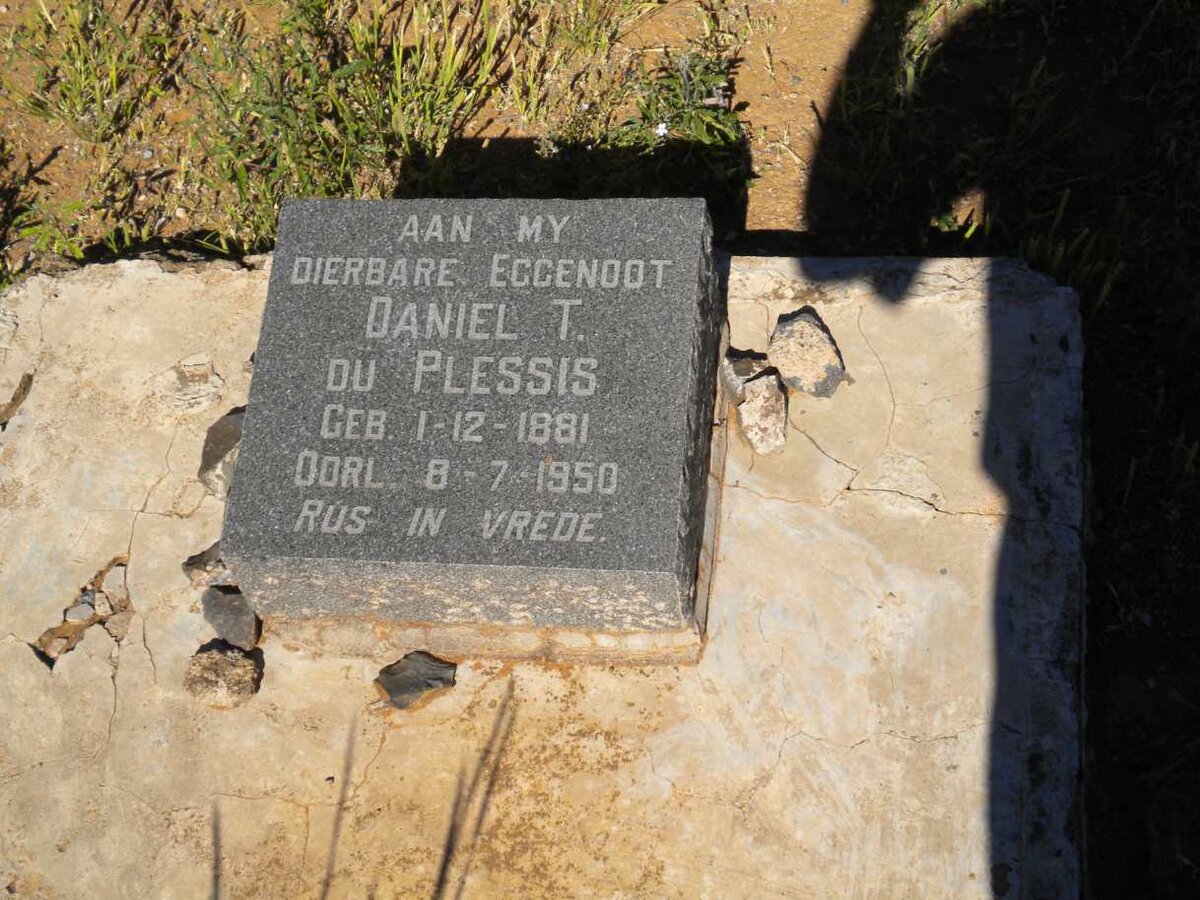 AAN MY
DIERBARE EGGENOOT
DANIEL T.
DU PLESSIS
GEB. 1-12-1881
OORL. 8-7-1950
RUS IN VREDE.